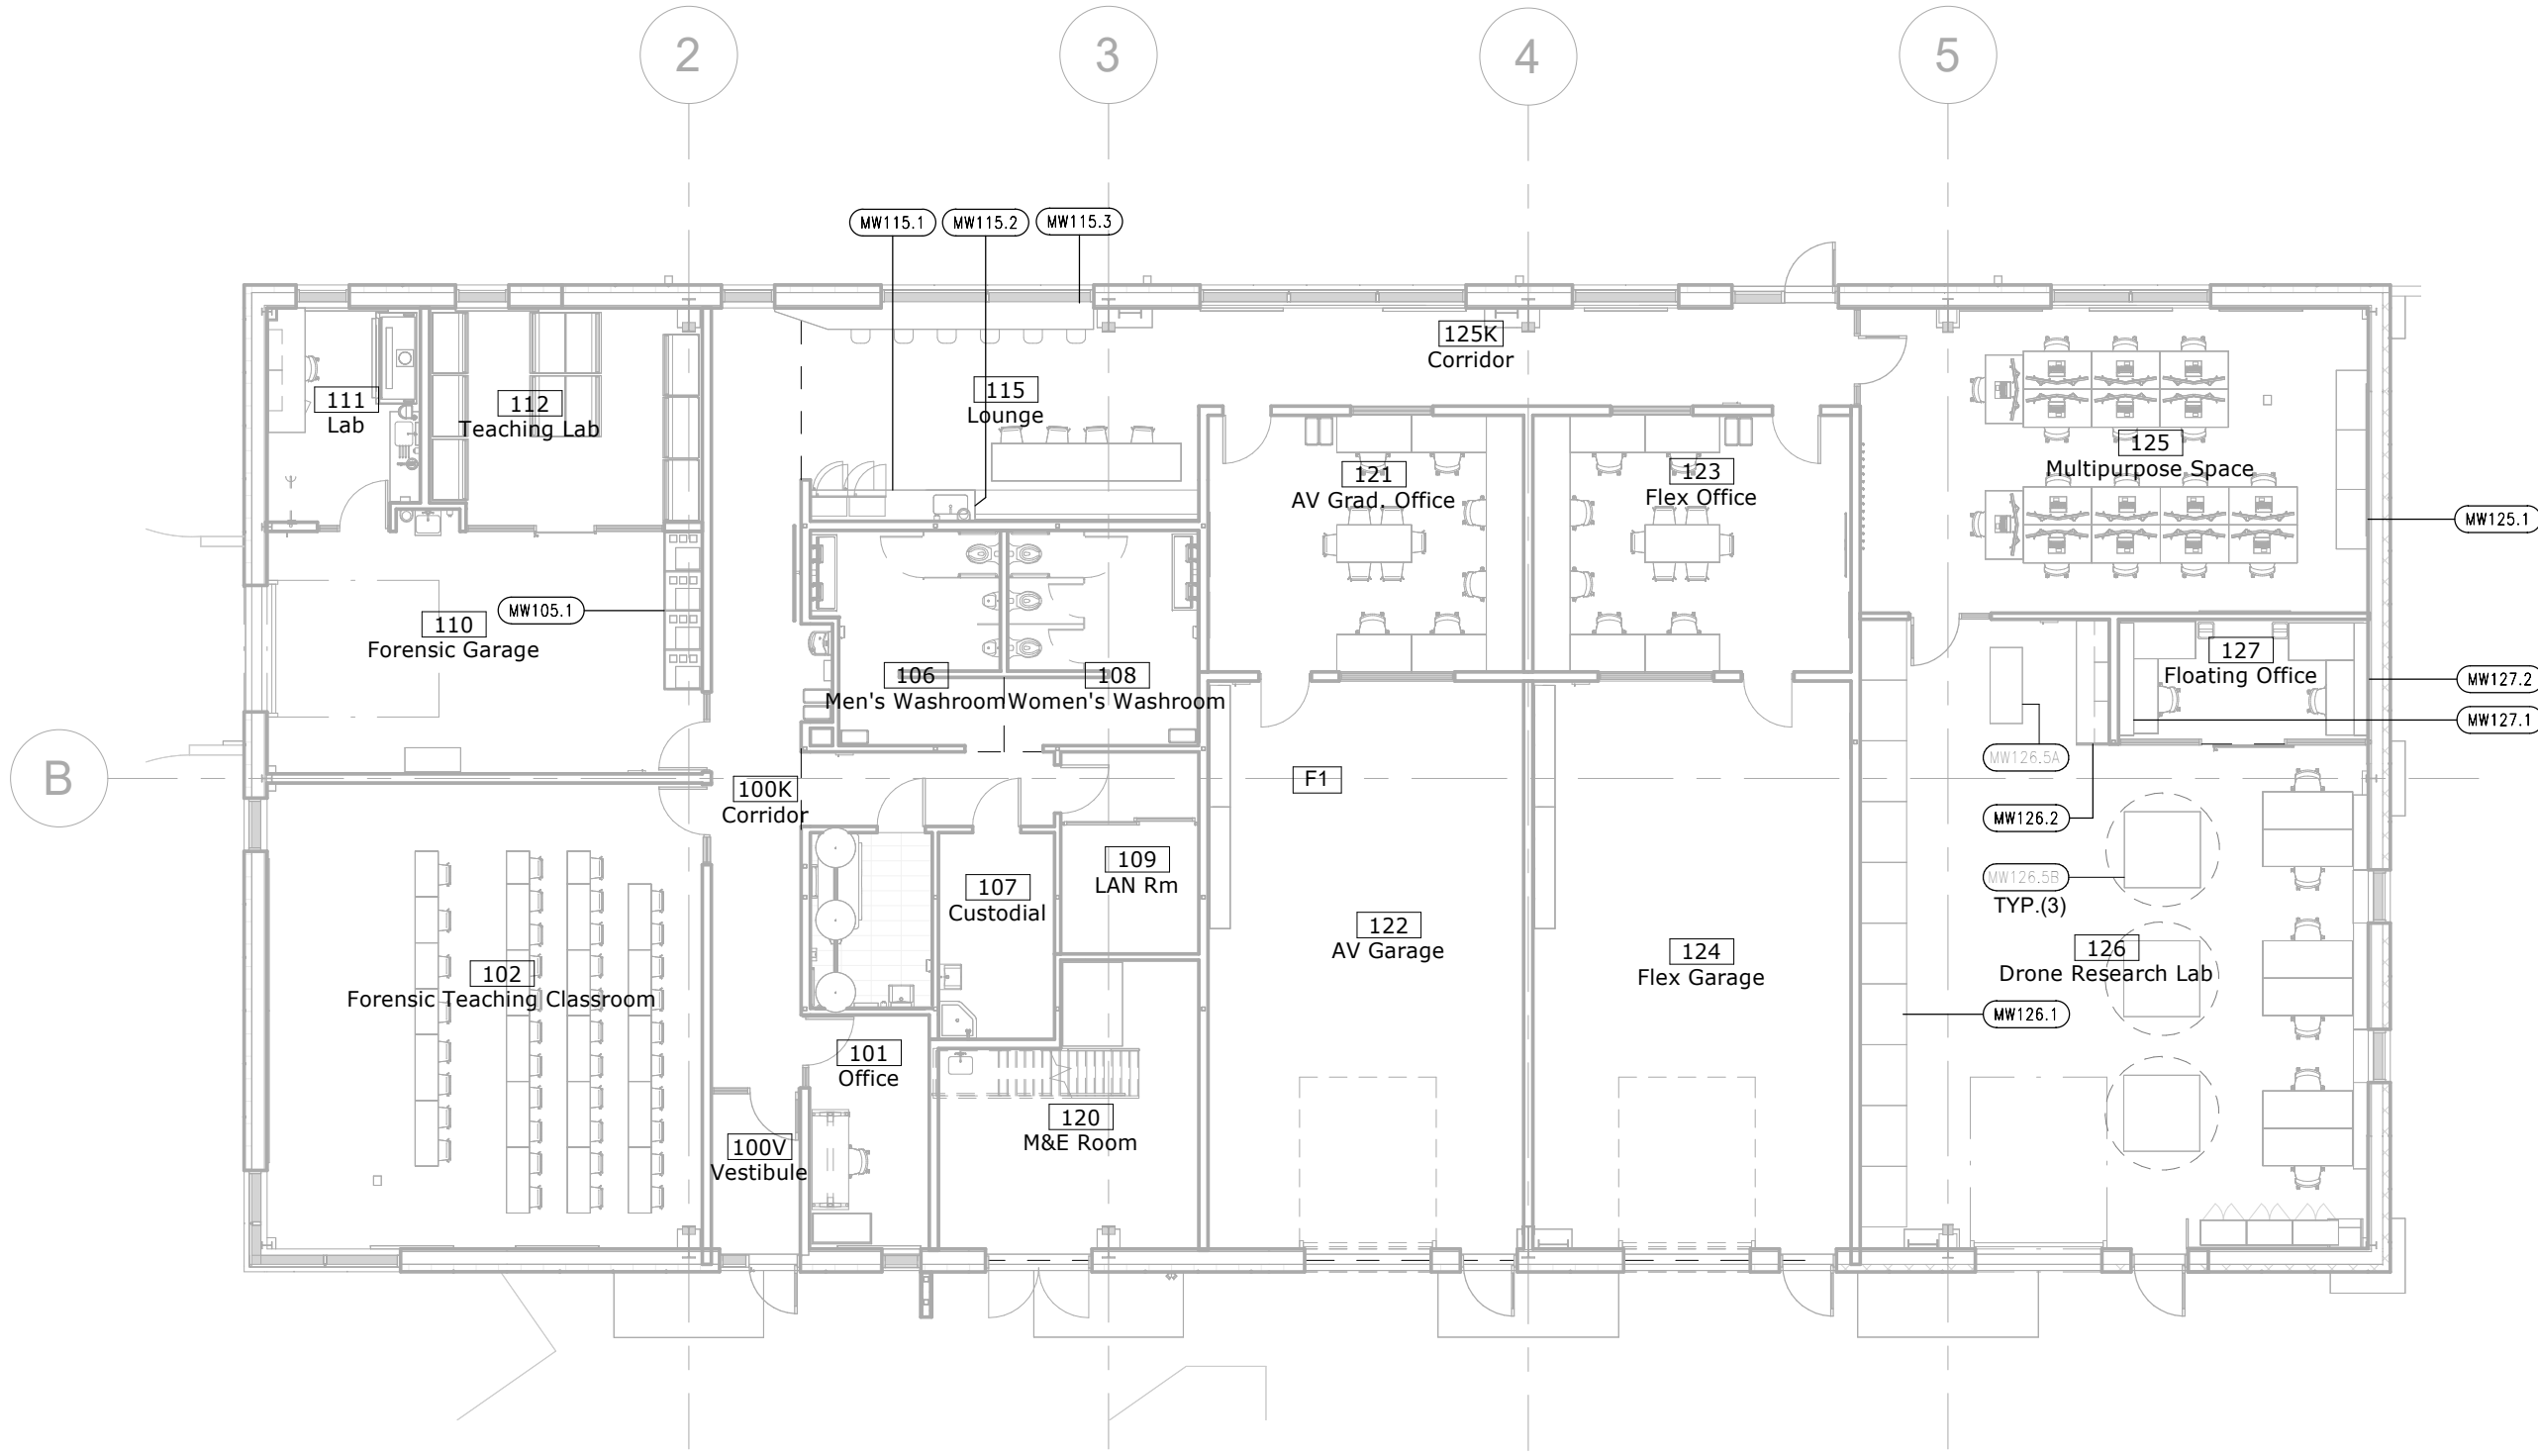 2
3
4
5
MW115.1
MW115.2
MW115.3
125K
Corridor
111
Lab
112
Teaching Lab
115
Lounge
121
AV Grad. Office
123
Flex Office
125
Multipurpose Space
MW125.1
MW105.1
110
Forensic Garage
106
Men's Washroom
108
Women's Washroom
127
Floating Office
MW127.2
MW127.1
MW126.5A
B
100K
Corridor
F1
MW126.2
109
LAN Rm
107
Custodial
MW126.5B
TYP.(3)
122
AV Garage
124
Flex Garage
126
Drone Research Lab
102
Forensic Teaching Classroom
MW126.1
101
Office
120
M&E Room
100V
Vestibule